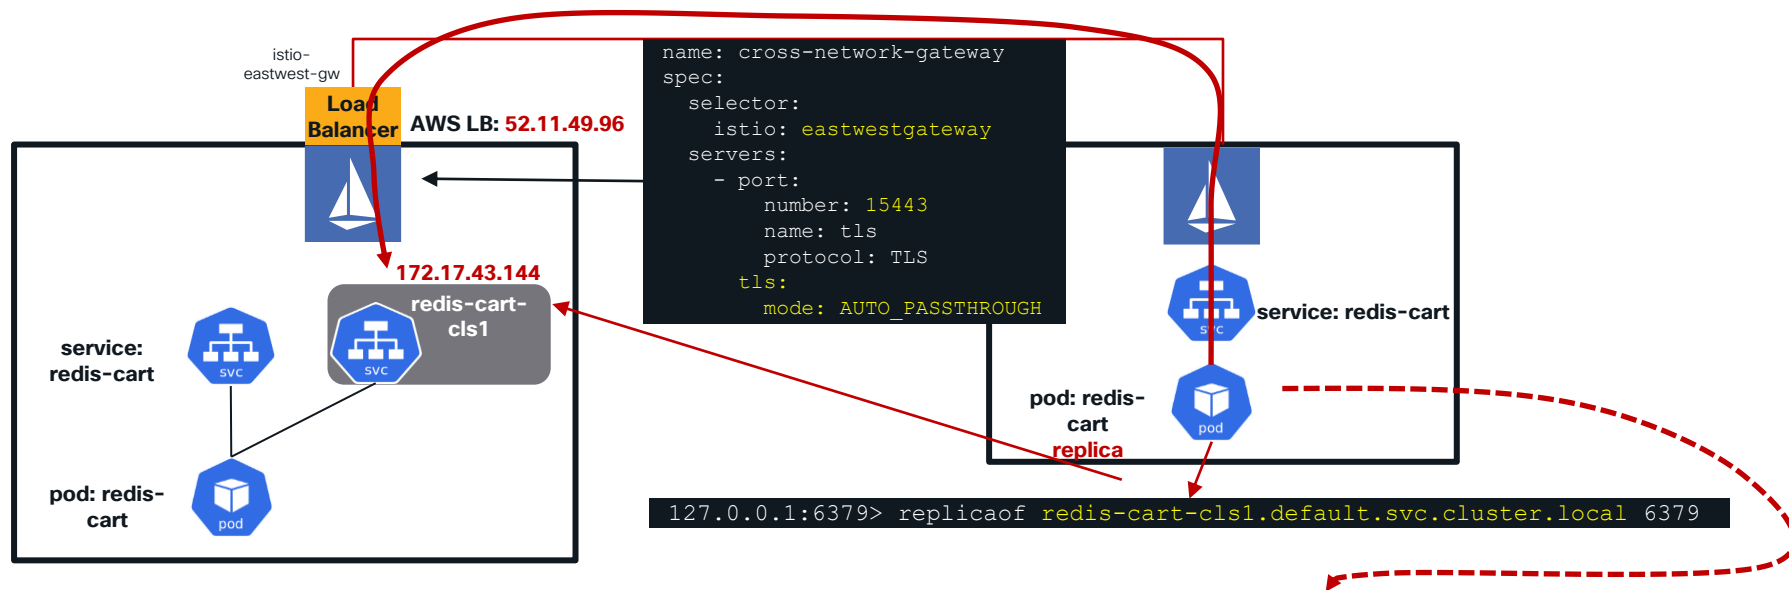 istio-
eastwest-gw
Load
Balancer
AWS LB: 52.11.49.96
name: cross-network-gateway
spec:
selector:
istio: eastwestgateway
servers:
- port:
number: 15443
name: tls
protocol: TLS
tls:
mode: AUTO_PASSTHROUGH
172.17.43.144
redis-cart-
cls1
svc
service:
redis-cart
svc
pod: redis-
cart
pod
svc
service: redis-cart
pod: redis-
cart
replica
pod
127.0.0.1:6379> replicaof redis-cart-cls1.default.svc.cluster.local 6379